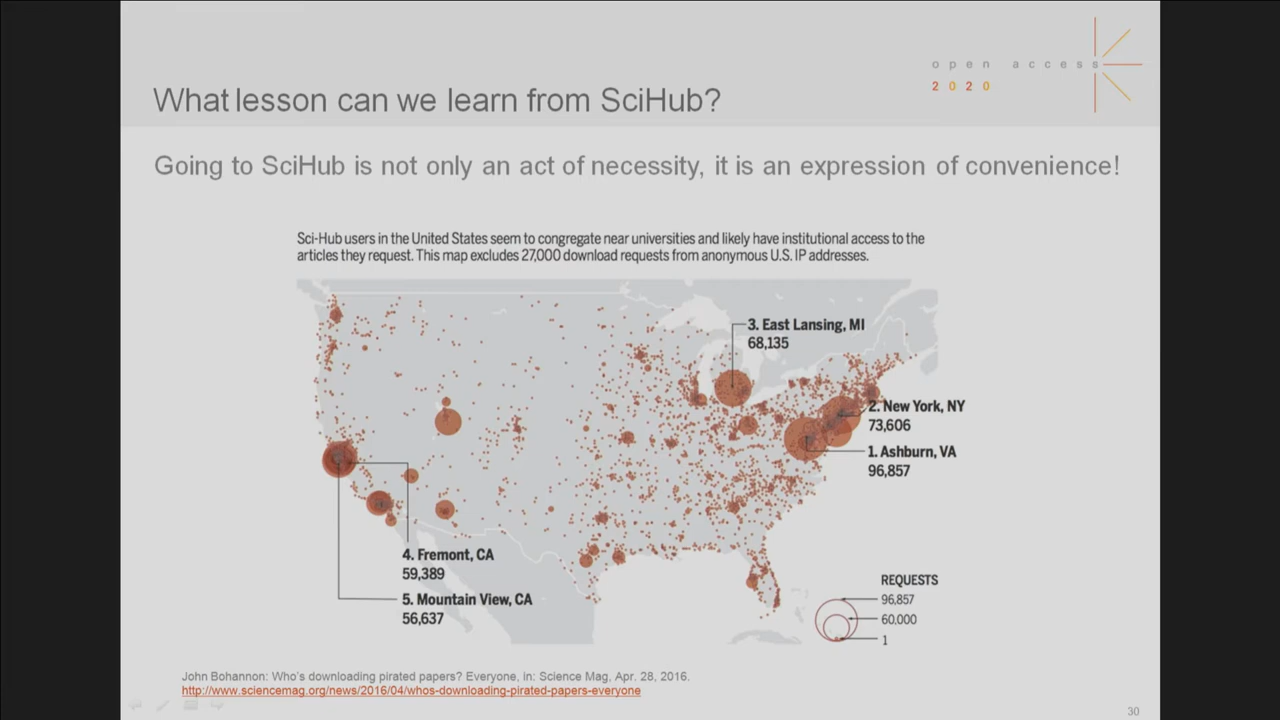 open access
2020
What lesson can we learn from SciHub?
Going to SciHub is not only an act of necessity, it is an expression of convenience!
Sci-Hub users in the United States seem to congregate near universities and likely have institutional access to the
articles they request. This map excludes 27,000 download requests from anonymous U.S. IP addresses.
3. East Lansing, MI
68,135
2. New York, NY
73,606
1. Ashburn, VA
96,857
4. Fremont, CA
59,389
5. Mountain View, CA
56,637
REQUESTS
96,857
60,000
1
John Bohannon: Who's downloading pirated papers? Everyone, in: Science Mag, Apr. 28, 2016.
http://www.sciencemag.org/news/2016/04/whos-downloading-pirated-papers-everyone
30